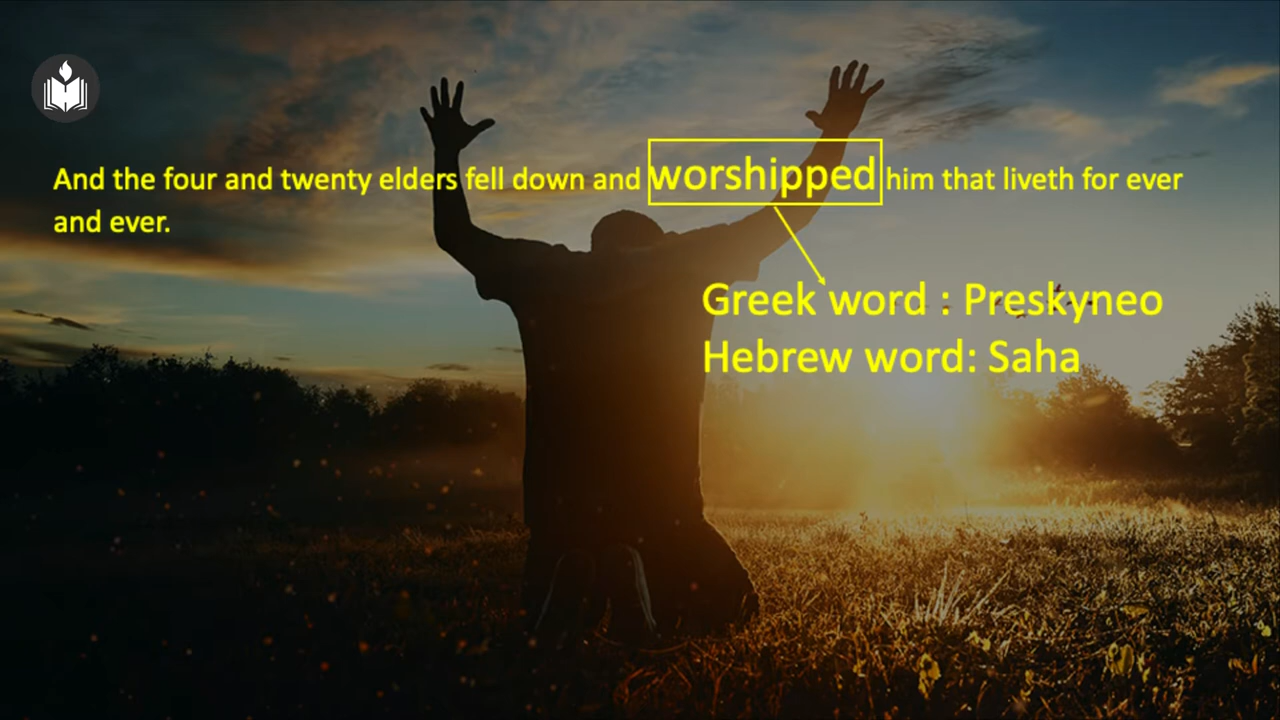 And the four and twenty elders fell down and worshipped him that liveth for ever
and ever.
Greek word : Preskyneo
Hebrew word: Saha